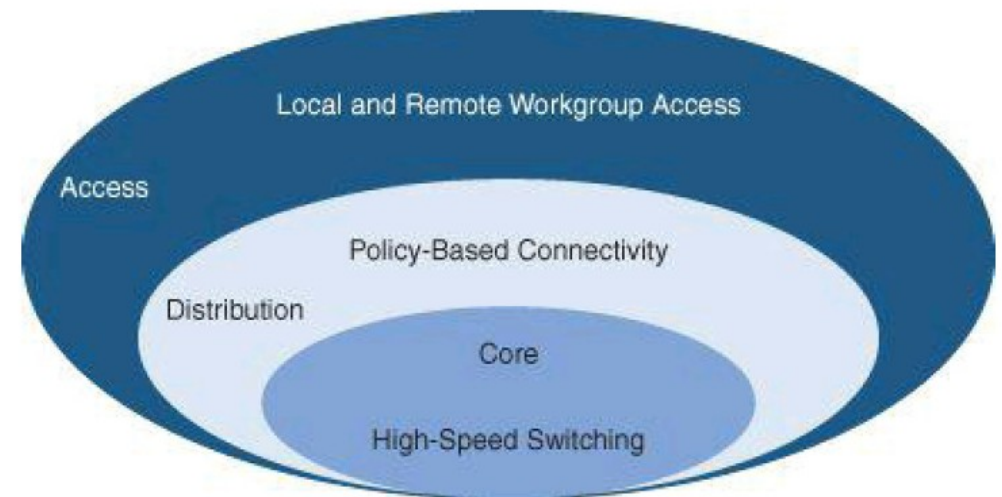 Local and Remote Workgroup Access
Access
Policy-Based Connectivity
Distribution
Core
High-Speed Switching